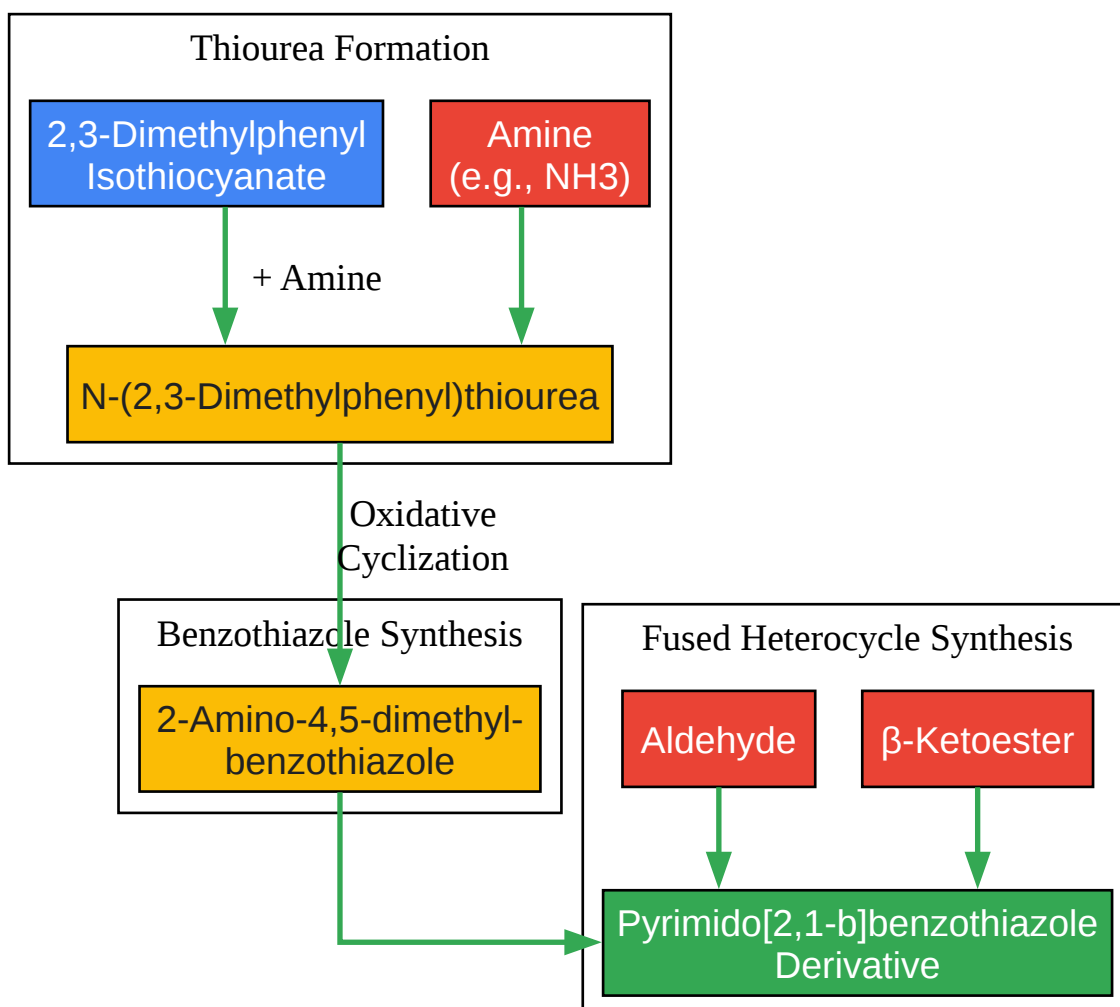 Thiourea Formation
2,3-Dimethylphenyl
Isothiocyanate
Amine
(e.g., NH3)
+ Amine
N-(2,3-Dimethylphenyl)thiourea
Oxidative
Cyclization
Benzothiazole Synthesis
2-Amino-4,5-dimethyl-
benzothiazole
Fused Heterocycle Synthesis
Aldehyde
β-Ketoester
Pyrimido[2,1-b]benzothiazole
Derivative